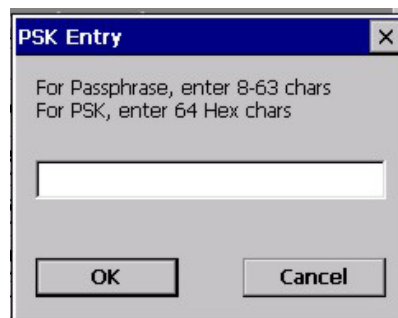 PSK Entry
For Passphrase, enter 8-63 chars
For PSK, enter 64 Hex chars
OK
Cancel